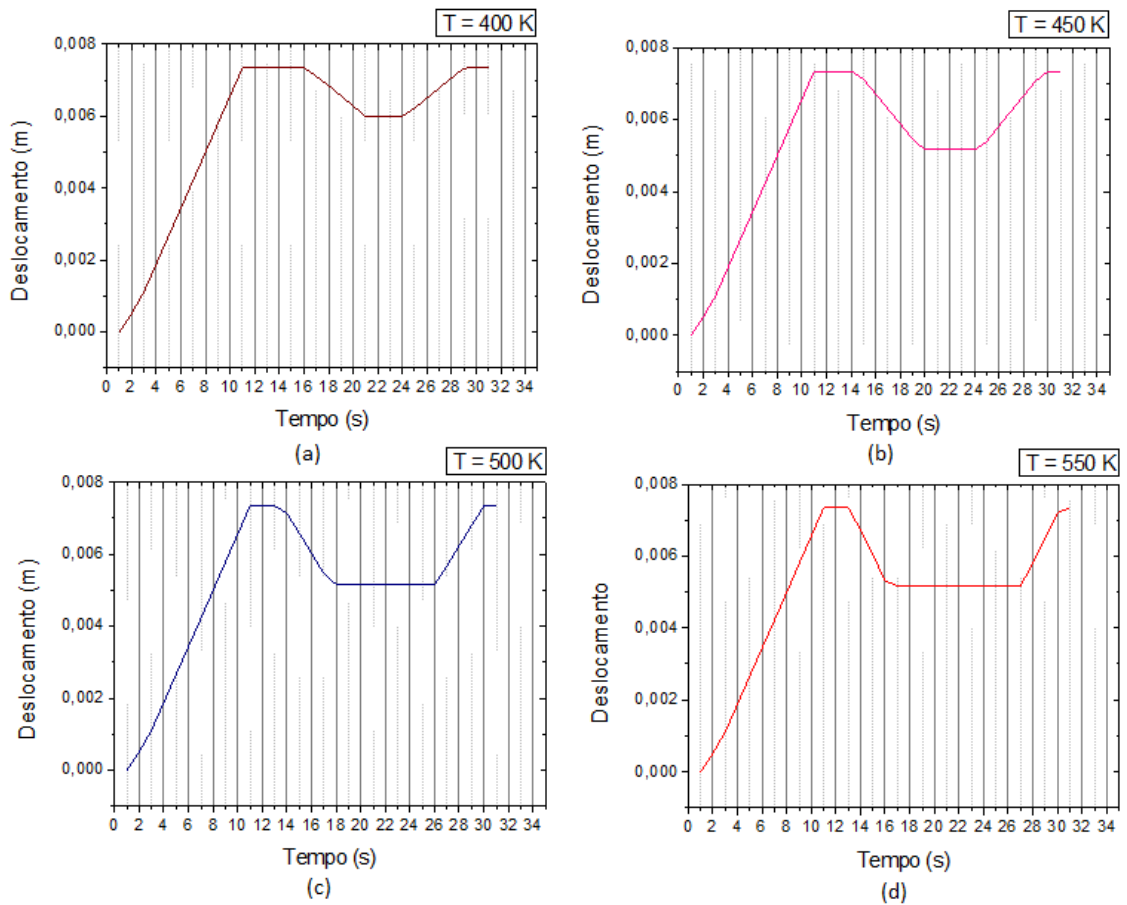 T = 400 K
0,008
0,006
0,004
0,002
0,000
Deslocamento (m)
0 2 4 6 8 10 12 14 16 18 20 22 24 26 28 30 32 34
Tempo (s)
(a)
T = 450 K
0,008
0,006
0,004
0,002
0,000
Deslocamento (m)
0 2 4 6 8 10 12 14 16 18 20 22 24 26 28 30 32 34
Tempo (s)
(b)
T = 500 K
0,008
0,006
0,004
0,002
0,000
Deslocamento (m)
0 2 4 6 8 10 12 14 16 18 20 22 24 26 28 30 32 34
Tempo (s)
(c)
T = 550 K
0,008
0,006
0,004
0,002
0,000
Deslocamento
0 2 4 6 8 10 12 14 16 18 20 22 24 26 28 30 32 34
Tempo (s)
(d)